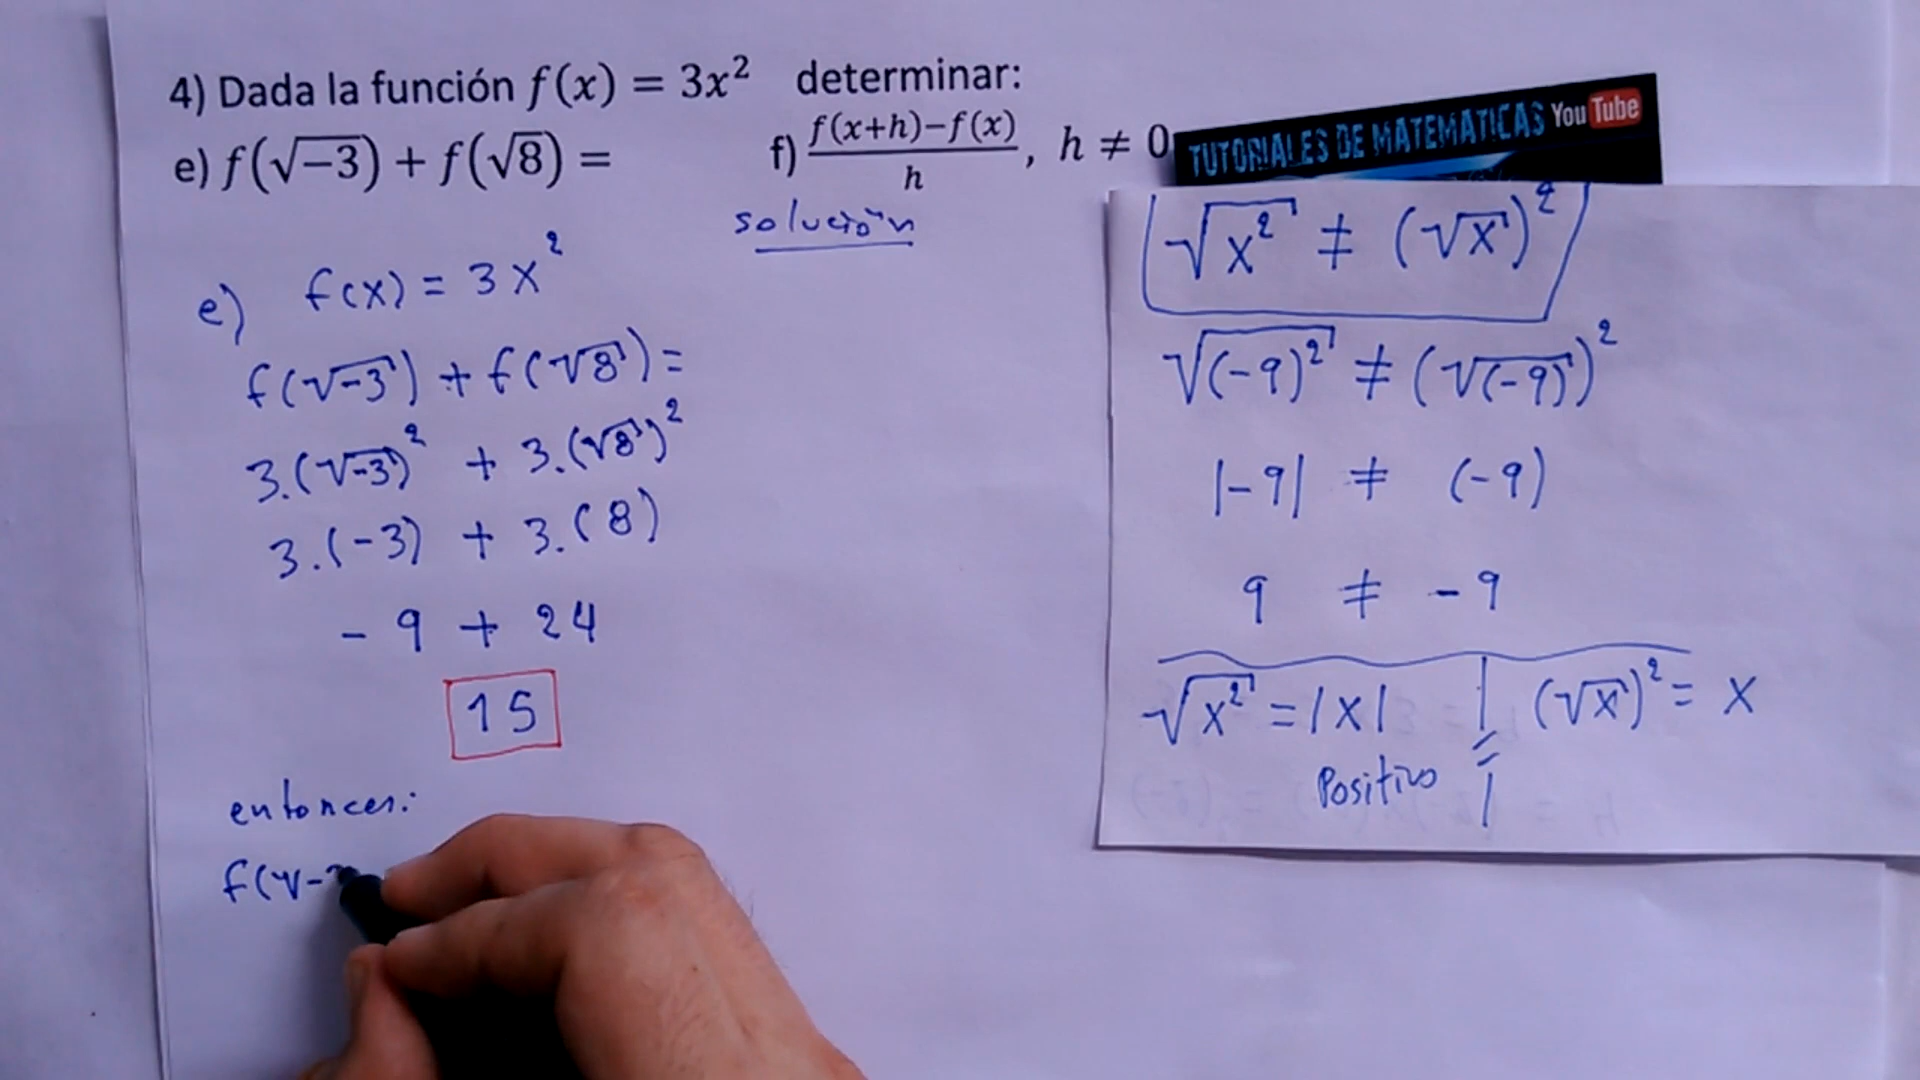 4) Dada la función f(x) = 3x² determinar:
e) f(√-3) + f(√8) = f) f(x+h)−f(x) / h , h ≠ 0
TUTORIALES DE MATEMATICAS YouTube
solución
e) f(x) = 3x²
f(√-3) + f(√8) =
3.(√-3)² + 3.(√8)²
3.(-3) + 3.(8)
- 9 + 24
15
entonces:
f(√-3
√x² ≠ (√x)²
√(-9)² ≠ (√(-9))²
|-9| ≠ (-9)
9 ≠ -9
√x² = |x| | (√x)² = x
Positivo